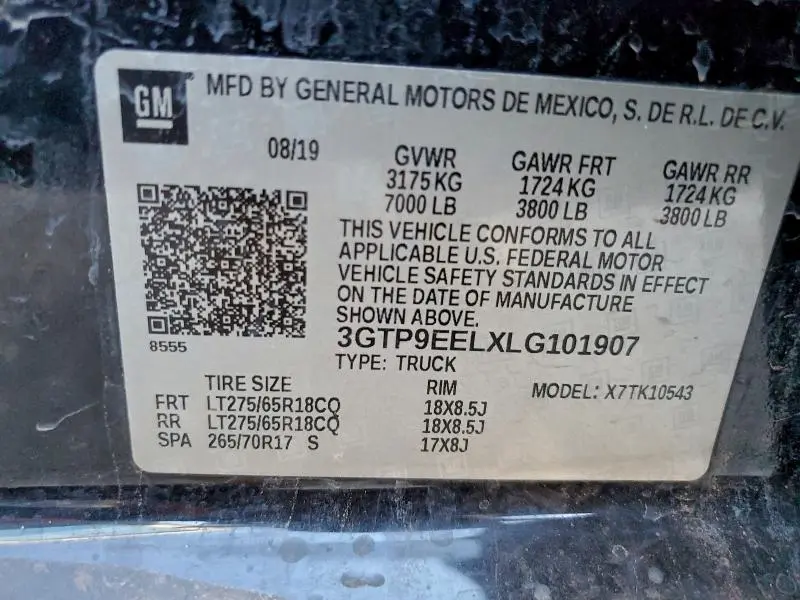 GM ® MFD BY GENERAL MOTORS DE MEXICO, S. DE R.L. DE C.V.
08/19 GVWR GAWR FRT GAWR RR
3175 KG 1724 KG 1724 KG
7000 LB 3800 LB 3800 LB
THIS VEHICLE CONFORMS TO ALL
APPLICABLE U.S. FEDERAL MOTOR
VEHICLE SAFETY STANDARDS IN EFFECT
ON THE DATE OF MANUFACTURE
SHOWN ABOVE.
8555 3GTP9EELXLG101907
TYPE: TRUCK
TIRE SIZE RIM MODEL: X7TK10543
FRT LT275/65R18CQ 18X8.5J
RR LT275/65R18CQ 18X8.5J
SPA 265/70R17 S 17X8J